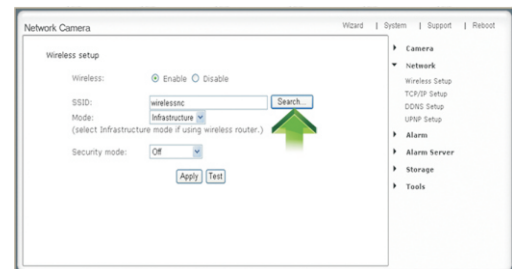 Network Camera
Wizard | System | Support | Reboot
Wireless setup
Wireless: Enable Disable
SSID: wirelessnc Search...
Mode: Infrastructure
(select Infrastructure mode if using wireless router.)
Security mode: Off
Apply Test
Camera
Network
Wireless Setup
TCP/IP Setup
DDNS Setup
UPNP Setup
Alarm
Alarm Server
Storage
Tools